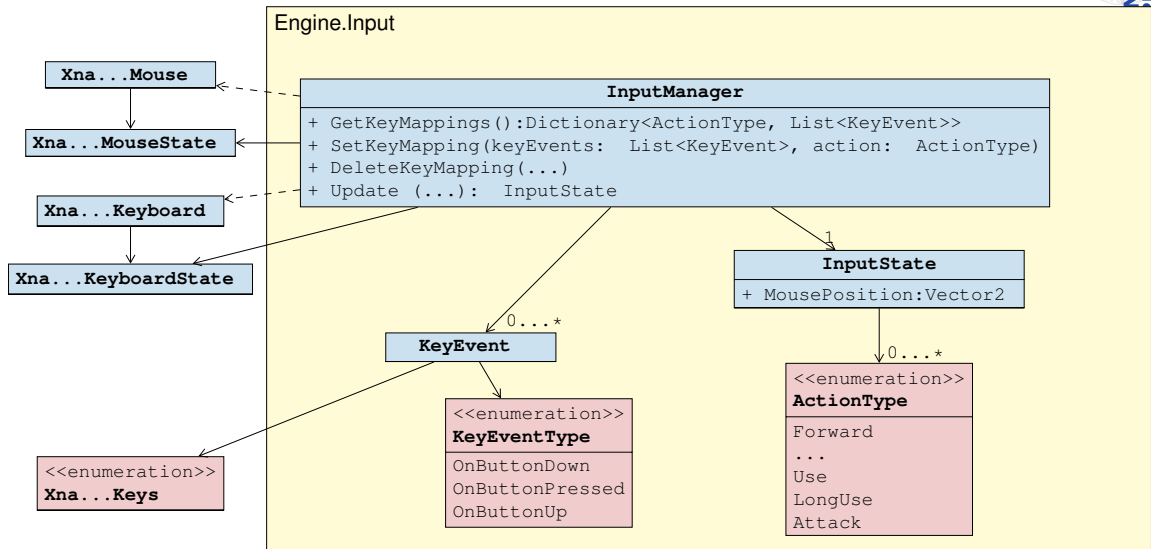 Engine.Input
Xna...Mouse
Xna...MouseState
Xna...Keyboard
Xna...KeyboardState
InputManager
+ GetKeyMappings():Dictionary<ActionType, List<KeyEvent>>
+ SetKeyMapping(keyEvents: List<KeyEvent>, action: ActionType)
+ DeleteKeyMapping(...)
+ Update (...): InputState
1
InputState
+ MousePosition:Vector2
0...*
KeyEvent
0...*
<<enumeration>>
ActionType
Forward
...
Use
LongUse
Attack
<<enumeration>>
KeyEventType
OnButtonDown
OnButtonPressed
OnButtonUp
<<enumeration>>
Xna...Keys